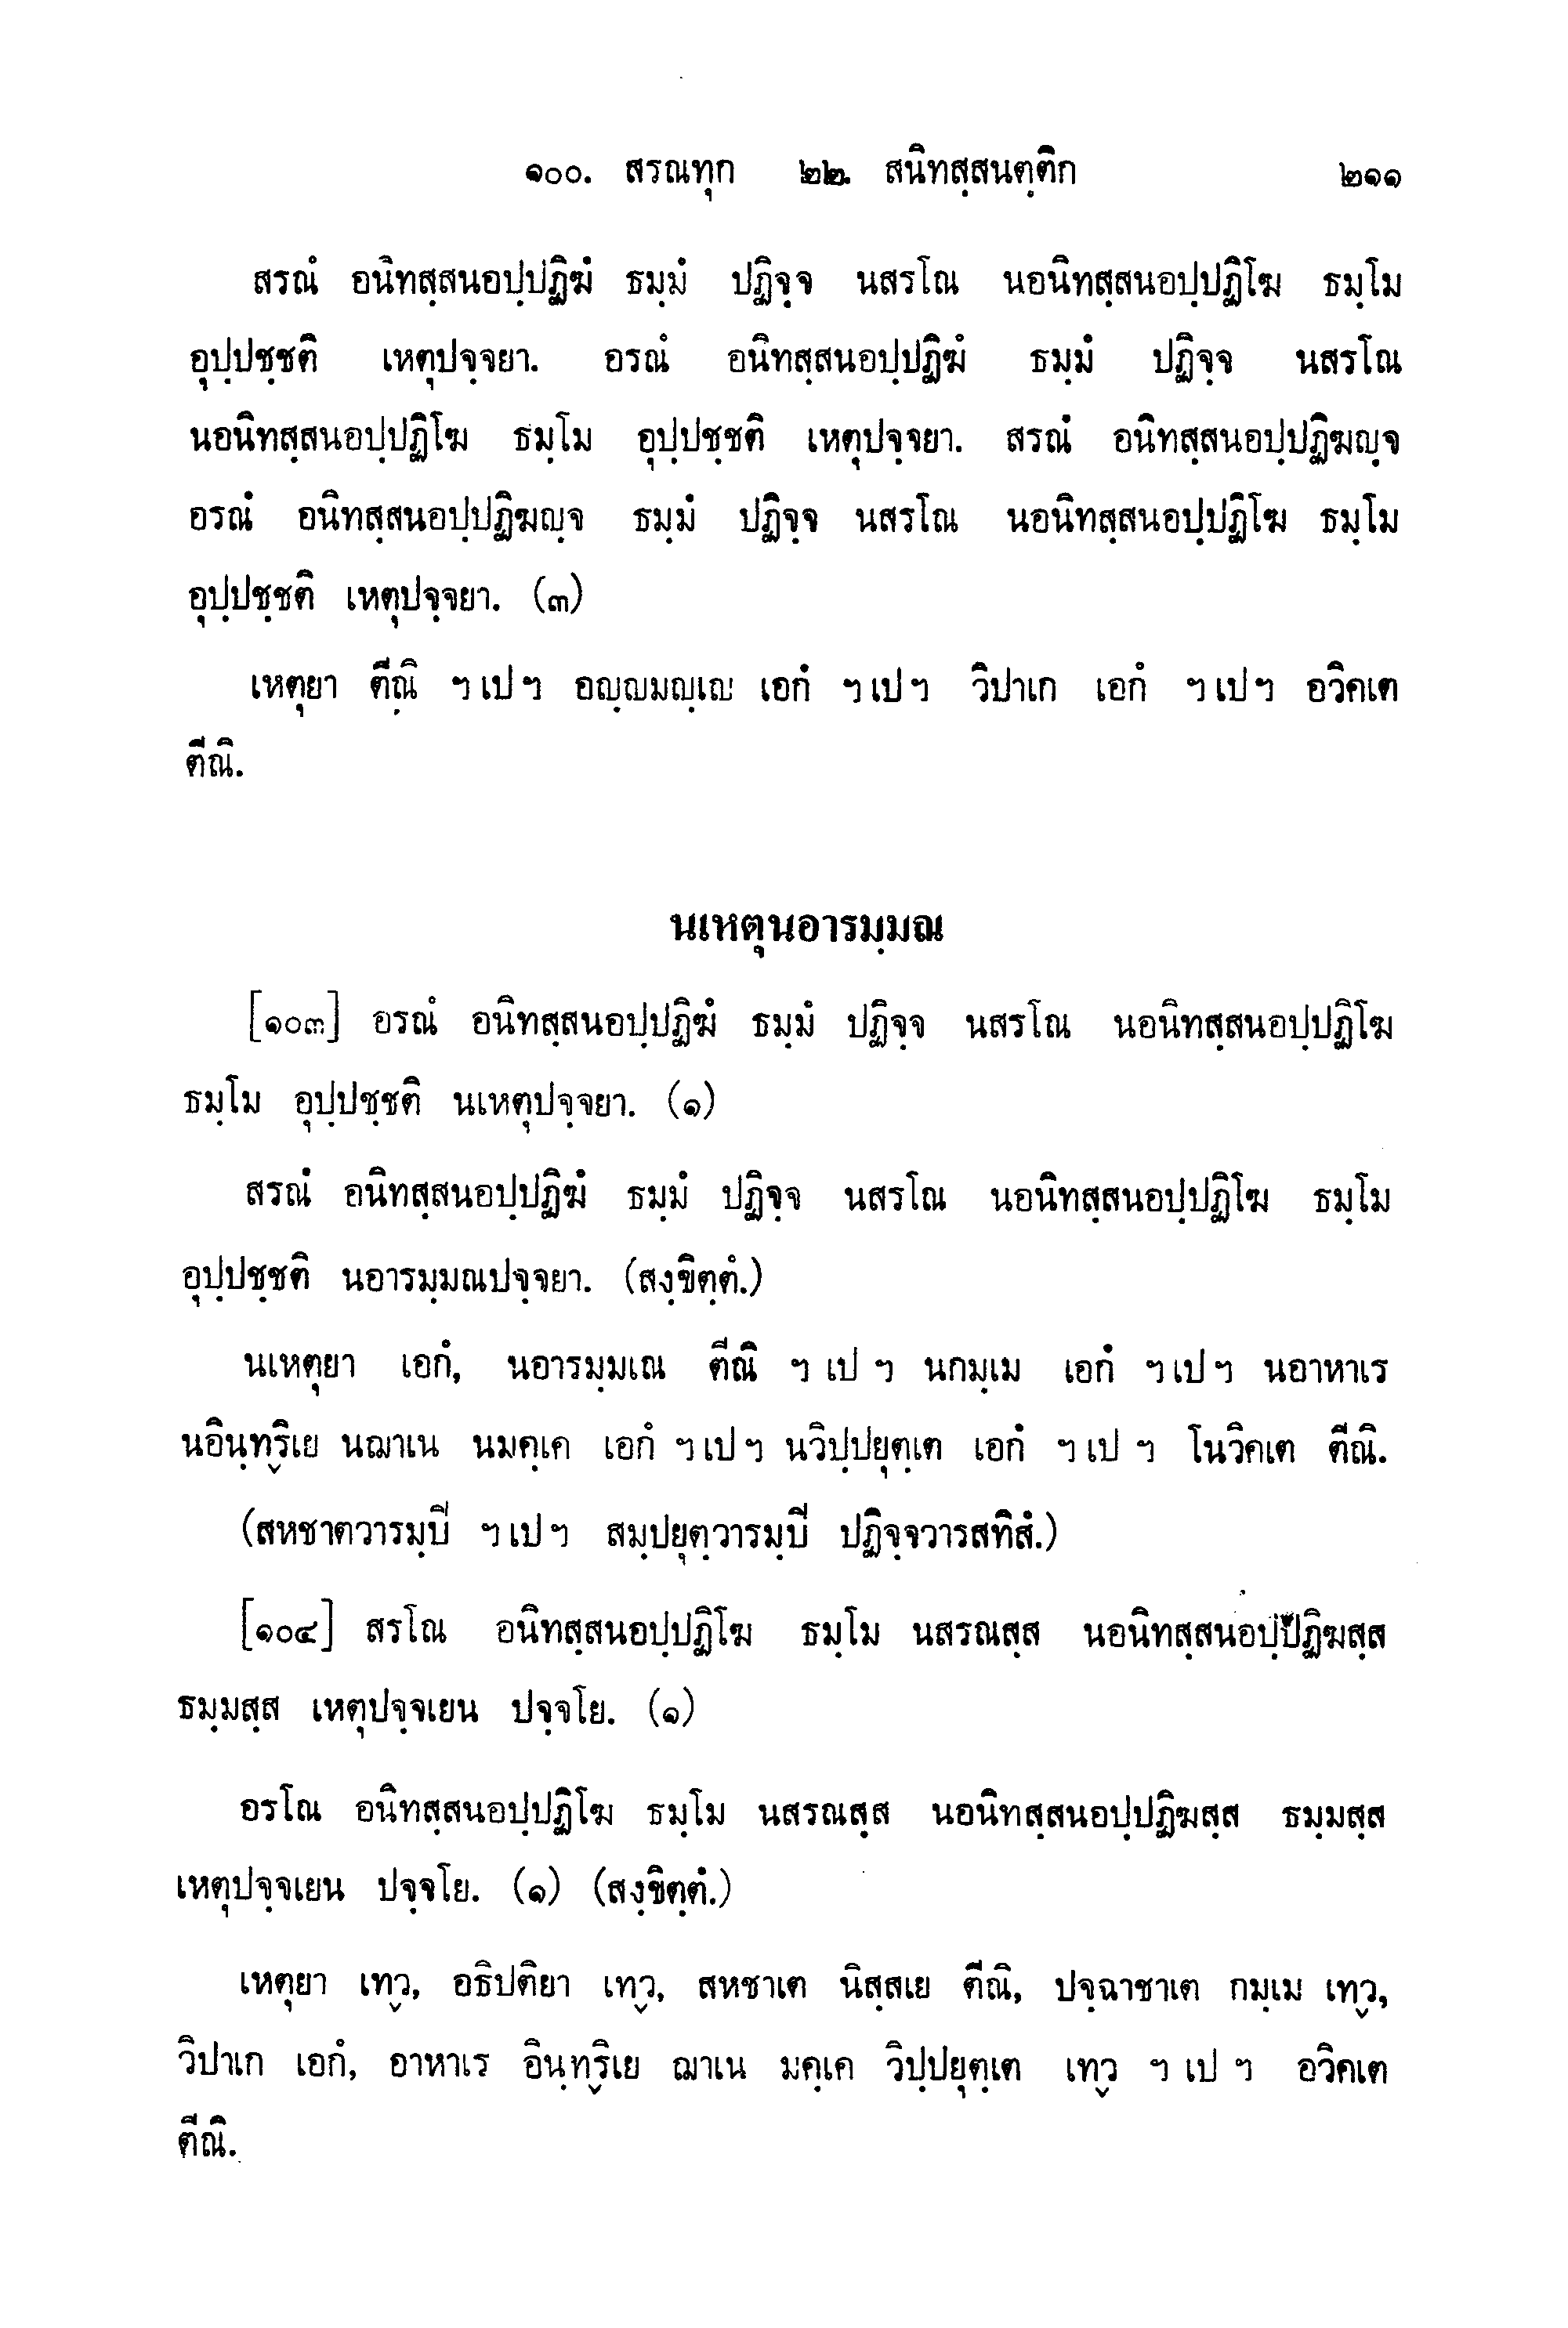 ๑๐๐. สรณทุก ๒๒. สนิทสฺสนตฺติก ๒๑๑
สรณํ อนิทสฺสนอปฺปฏิฆํ ธมฺมํ ปฏิจฺจ นสรโณ นอนิทสฺสนอปฺปฏิโฆ ธมฺโม
อุปฺปชฺชติ เหตุปจฺจยา. อรณํ อนิทสฺสนอปฺปฏิฆํ ธมฺมํ ปฏิจฺจ นสรโณ
นอนิทสฺสนอปฺปฏิโฆ ธมฺโม อุปฺปชฺชติ เหตุปจฺจยา. สรณํ อนิทสฺสนอปฺปฏิฆญฺจ
อรณํ อนิทสฺสนอปฺปฏิฆญฺจ ธมฺมํ ปฏิจฺจ นสรโณ นอนิทสฺสนอปฺปฏิโฆ ธมฺโม
อุปฺปชฺชติ เหตุปจฺจยา. (๓)
เหตุยา ตีณิ ฯ เป ฯ อญฺญมญฺเญ เอกํ ฯ เป ฯ วิปาเก เอกํ ฯ เป ฯ อวิคเต
ตีณิ.
นเหตุนอารมฺมณ
[๑๐๓] อรณํ อนิทสฺสนอปฺปฏิฆํ ธมฺมํ ปฏิจฺจ นสรโณ นอนิทสฺสนอปฺปฏิโฆ
ธมฺโม อุปฺปชฺชติ นเหตุปจฺจยา. (๑)
สรณํ อนิทสฺสนอปฺปฏิฆํ ธมฺมํ ปฏิจฺจ นสรโณ นอนิทสฺสนอปฺปฏิโฆ ธมฺโม
อุปฺปชฺชติ นอารมฺมณปจฺจยา. (สงฺขิตฺตํ.)
นเหตุยา เอกํ, นอารมฺมเณ ตีณิ ฯ เป ฯ นกมฺเม เอกํ ฯ เป ฯ นอาหาเร
นอินฺทฺริเย นฌาเน นมคฺเค เอกํ ฯ เป ฯ นวิปฺปยุตฺเต เอกํ ฯ เป ฯ โนวิคเต ตีณิ.
(สหชาตวารมฺปิ ฯ เป ฯ สมฺปยุตฺวารมฺปิ ปฏิจฺจวารสทิสํ.)
[๑๐๔] สรโณ อนิทสฺสนอปฺปฏิโฆ ธมฺโม นสรณสฺส นอนิทสฺสนอปฺปฏิฆสฺส
ธมฺมสฺส เหตุปจฺจเยน ปจฺจโย. (๑)
อรโณ อนิทสฺสนอปฺปฏิโฆ ธมฺโม นสรณสฺส นอนิทสฺสนอปฺปฏิฆสฺส ธมฺมสฺส
เหตุปจฺจเยน ปจฺจโย. (๑) (สงฺขิตฺตํ.)
เหตุยา เทฺว, อธิปติยา เทฺว, สหชาเต นิสฺสเย ตีณิ, ปจฺฉาชาเต กมฺเม เทฺว,
วิปาเก เอกํ, อาหาเร อินฺทฺริเย ฌาเน มคฺเค วิปฺปยุตฺเต เทฺว ฯ เป ฯ อวิคเต
ตีณิ.